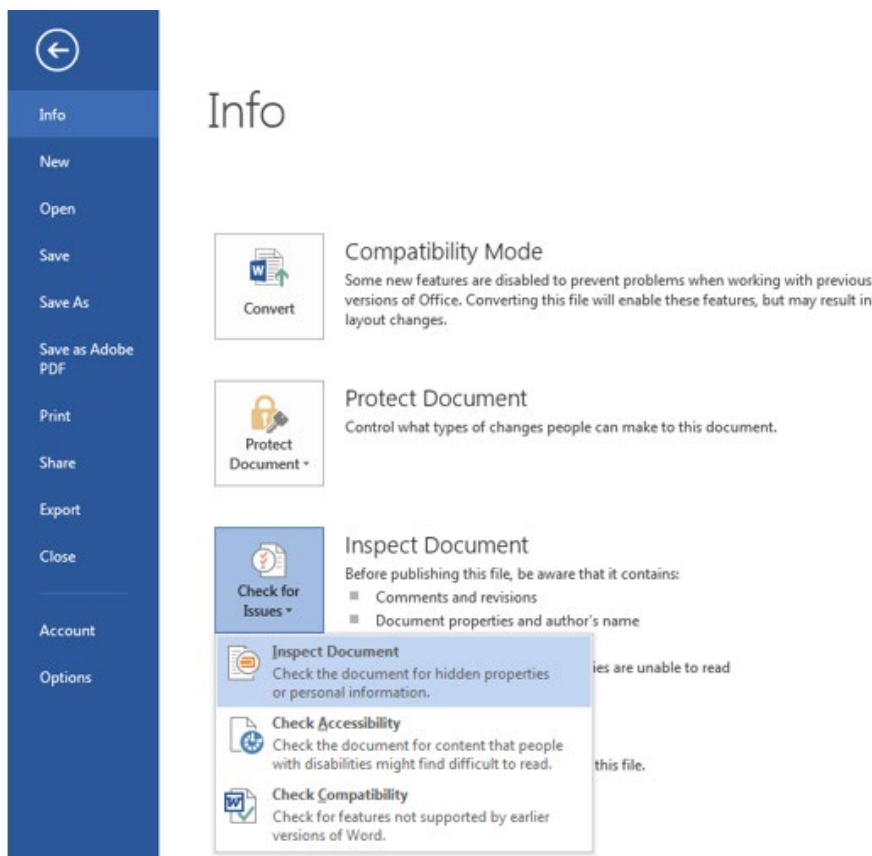 Info
New
Open
Save
Save As
Save as Adobe
PDF
Print
Share
Export
Close
Account
Options
Info
Convert
Compatibility Mode
Some new features are disabled to prevent problems when working with previous
versions of Office. Converting this file will enable these features, but may result in
layout changes.
Protect
Document
Protect Document
Control what types of changes people can make to this document.
Check for
Issues
Inspect Document
Before publishing this file, be aware that it contains:
Comments and revisions
Document properties and author's name
ies are unable to read
this file.
Inspect Document
Check the document for hidden properties
or personal information.
Check Accessibility
Check the document for content that people
with disabilities might find difficult to read.
Check Compatibility
Check for features not supported by earlier
versions of Word.